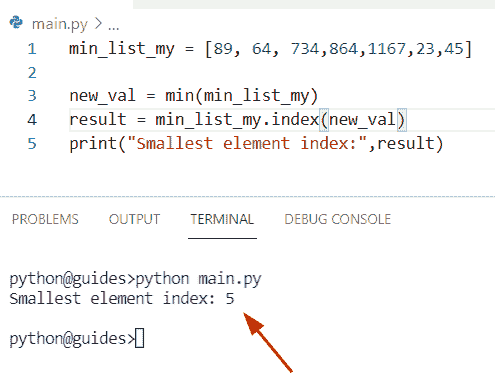 main.py > ...
1 min_list_my = [89, 64, 734,864,1167,23,45]
2
3 new_val = min(min_list_my)
4 result = min_list_my.index(new_val)
5 print("Smallest element index:",result)
PROBLEMS OUTPUT TERMINAL DEBUG CONSOLE
python@guides>python main.py
Smallest element index: 5
python@guides>